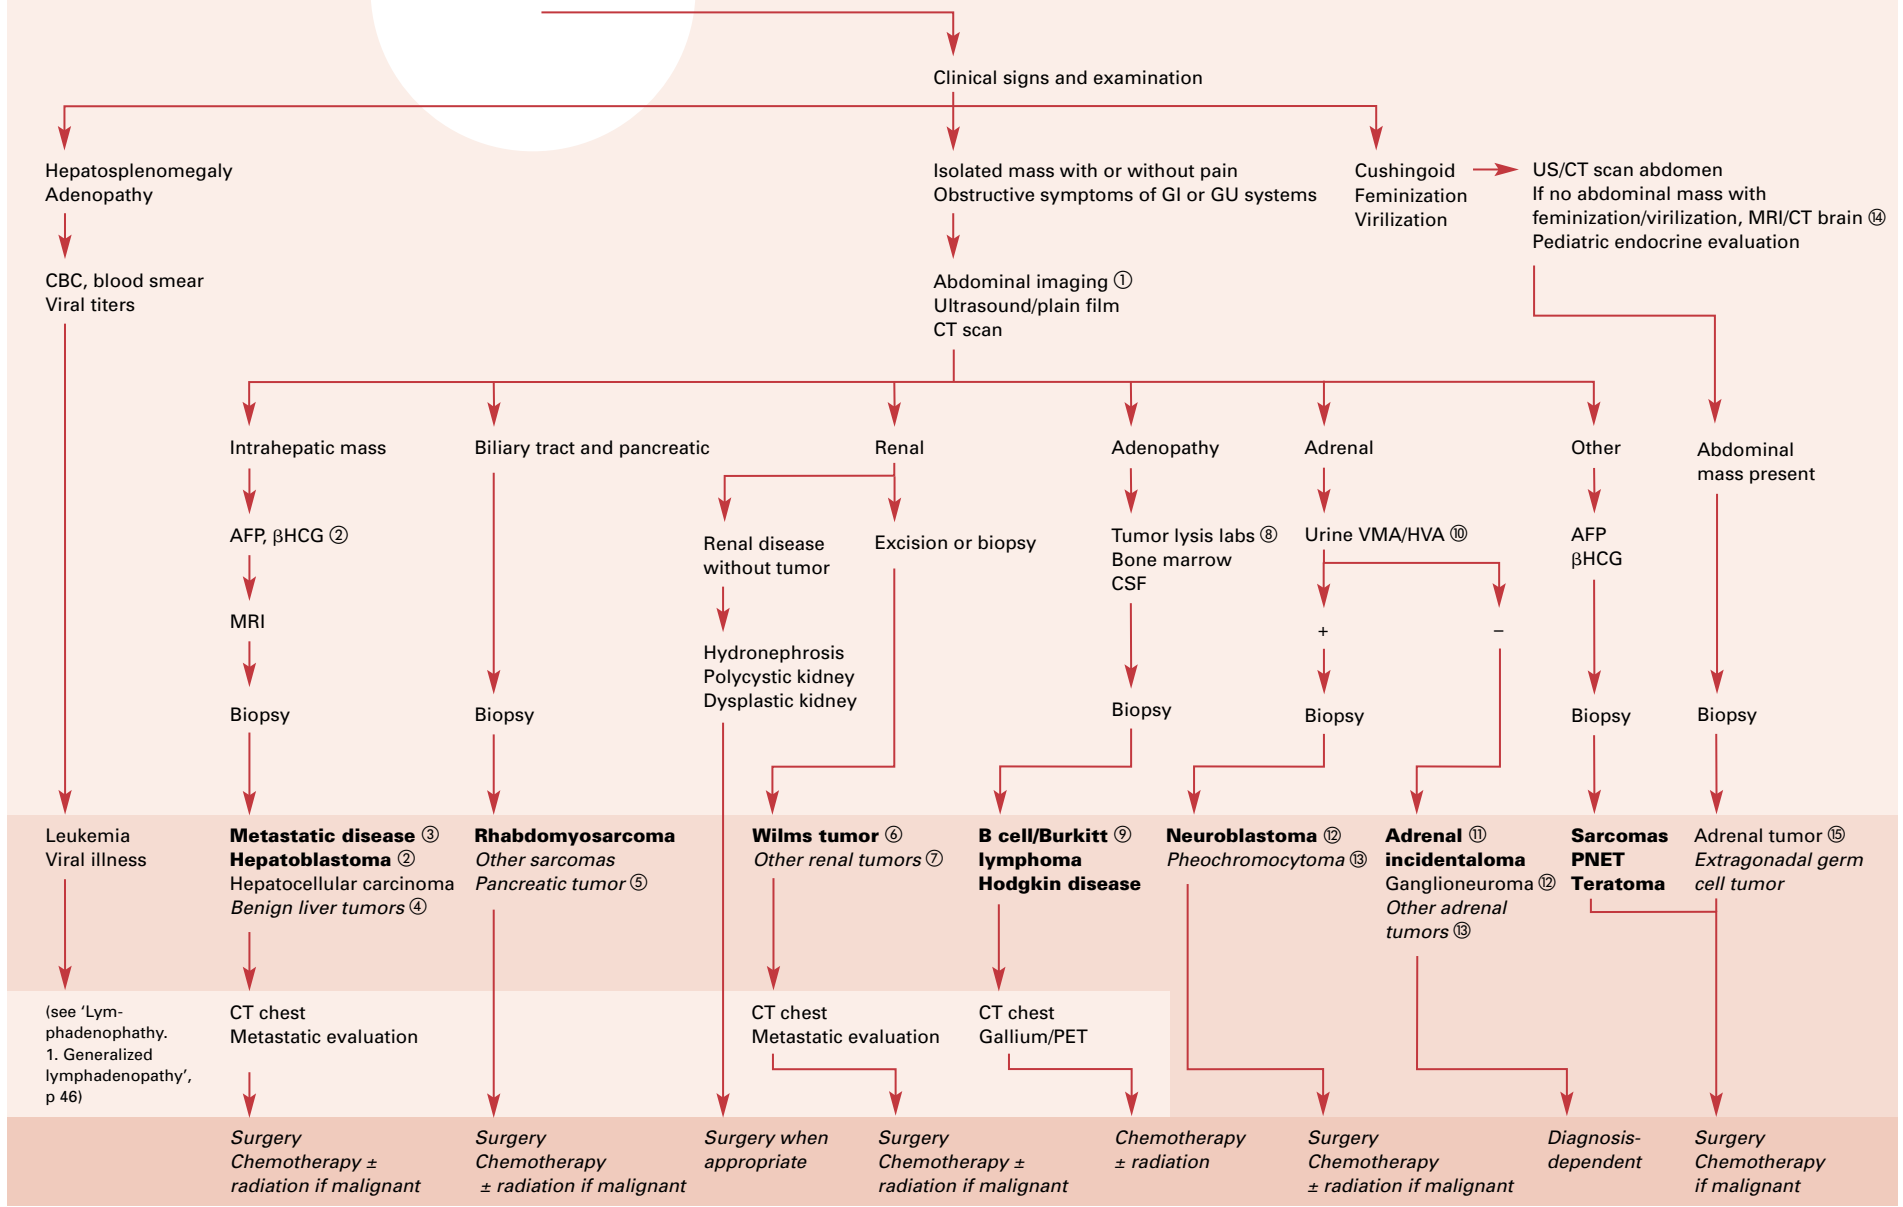 Clinical signs and examination
Hepatosplenomegaly
Adenopathy
Isolated mass with or without pain
Obstructive symptoms of GI or GU systems
Cushingoid
Feminization
Virilization
US/CT scan abdomen
If no abdominal mass with
feminization/virilization, MRI/CT brain ⑭
Pediatric endocrine evaluation
CBC, blood smear
Viral titers
Abdominal imaging ①
Ultrasound/plain film
CT scan
Intrahepatic mass
Biliary tract and pancreatic
Renal
Adenopathy
Adrenal
Other
Abdominal
mass present
AFP, βHCG ②
Renal disease
without tumor
Excision or biopsy
Tumor lysis labs ⑧
Bone marrow
CSF
Urine VMA/HVA ⑩
AFP
βHCG
MRI
Hydronephrosis
Polycystic kidney
Dysplastic kidney
+
–
Biopsy
Biopsy
Biopsy
Biopsy
Biopsy
Biopsy
Leukemia
Viral illness
Metastatic disease ③
Hepatoblastoma ②
Hepatocellular carcinoma
Benign liver tumors ④
Rhabdomyosarcoma
Other sarcomas
Pancreatic tumor ⑤
Wilms tumor ⑥
Other renal tumors ⑦
B cell/Burkitt ⑨
lymphoma
Hodgkin disease
Neuroblastoma ⑫
Pheochromocytoma ⑬
Adrenal ⑪
incidentaloma
Ganglioneuroma ⑫
Other adrenal
tumors ⑬
Sarcomas
PNET
Teratoma
Adrenal tumor ⑮
Extragonadal germ
cell tumor
(see ‘Lym-
phadenophathy.
1. Generalized
lymphadenopathy’,
p 46)
CT chest
Metastatic evaluation
CT chest
Metastatic evaluation
CT chest
Gallium/PET
Surgery
Chemotherapy ±
radiation if malignant
Surgery
Chemotherapy
± radiation if malignant
Surgery when
appropriate
Surgery
Chemotherapy ±
radiation if malignant
Chemotherapy
± radiation
Surgery
Chemotherapy
± radiation if malignant
Diagnosis-
dependent
Surgery
Chemotherapy
if malignant